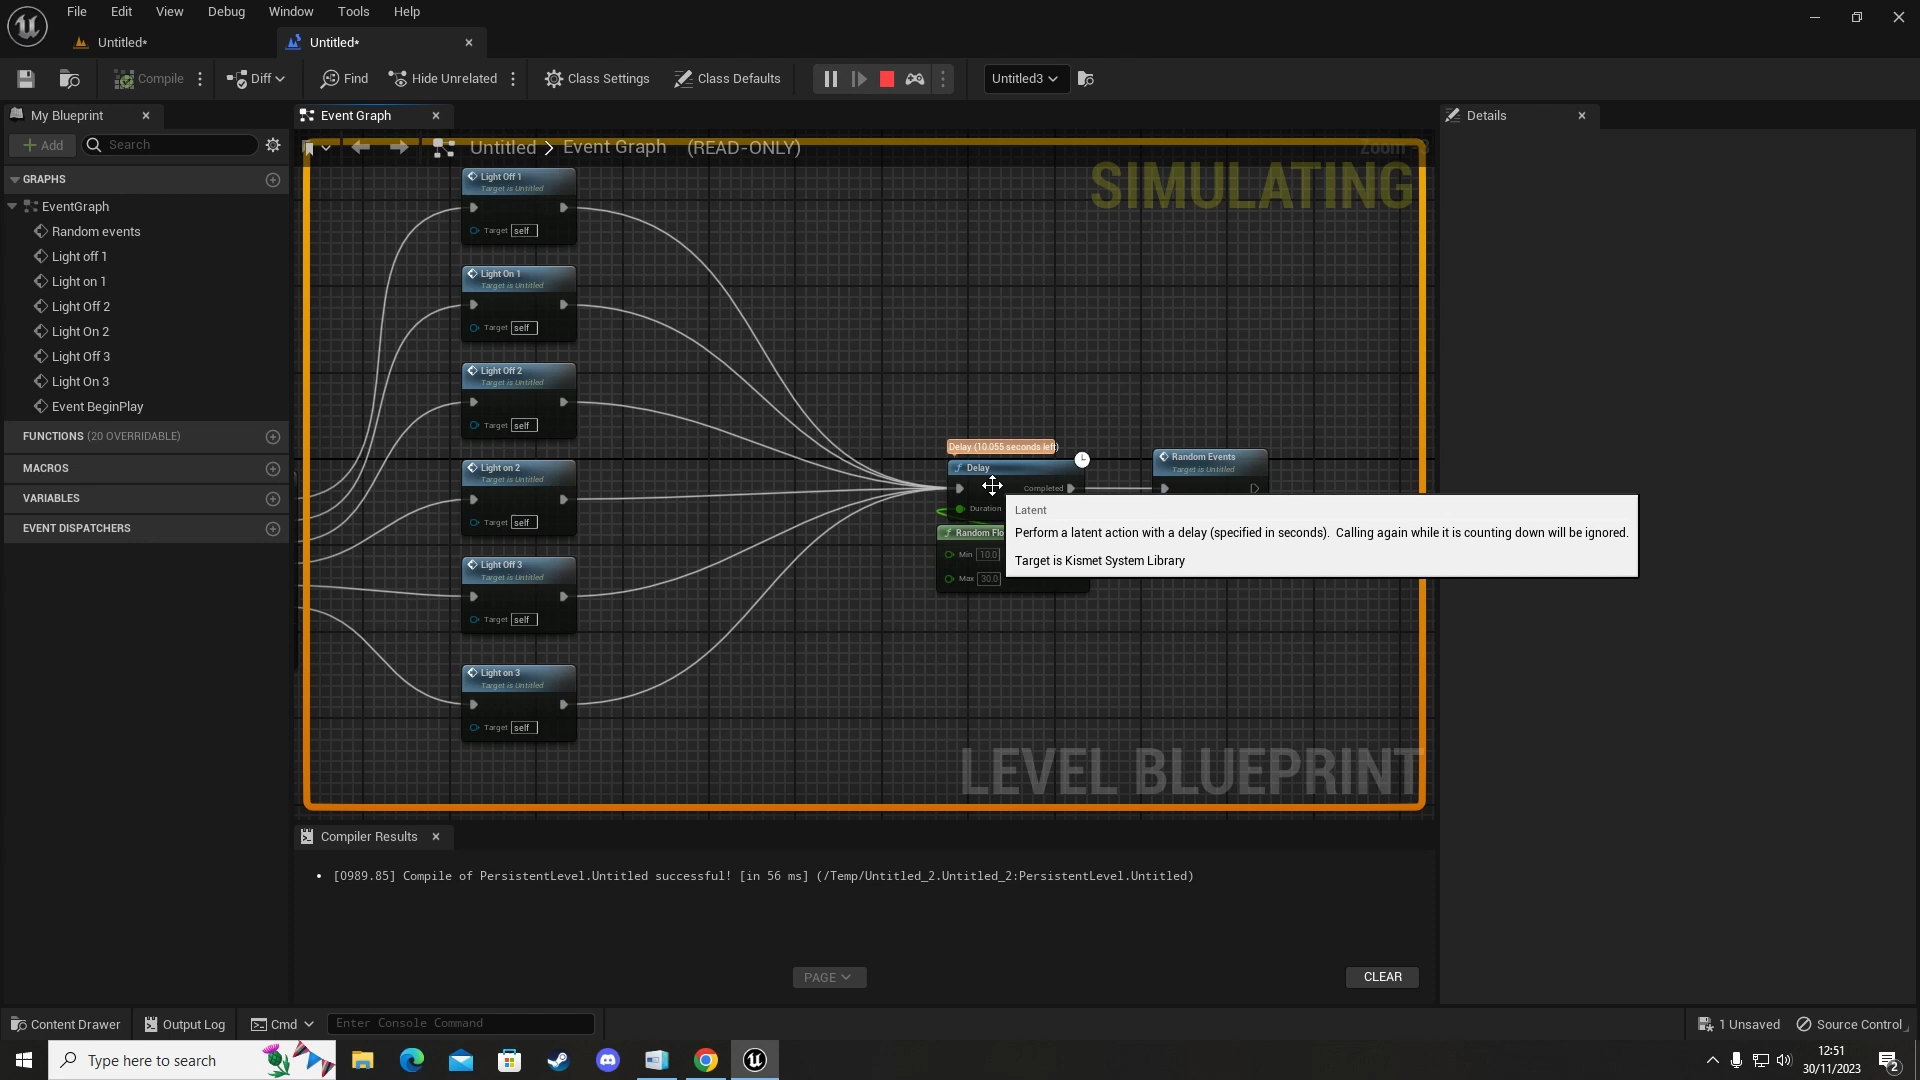 File Edit View Debug Window Tools Help
Untitled*
Untitled*
Compile
Diff
Find
Hide Unrelated
Class Settings
Class Defaults
Untitled3
My Blueprint
Event Graph
Details
Add
Search
Untitled > Event Graph (READ-ONLY)
Zoom -3
SIMULATING
GRAPHS
EventGraph
Random events
Light off 1
Light on 1
Light Off 2
Light On 2
Light Off 3
Light On 3
Event BeginPlay
FUNCTIONS (20 OVERRIDABLE)
MACROS
VARIABLES
EVENT DISPATCHERS
Light Off 1
Target is Untitled
Target self
Light On 1
Target is Untitled
Target self
Light Off 2
Target is Untitled
Target self
Light on 2
Target is Untitled
Target self
Light Off 3
Target is Untitled
Target self
Light on 3
Target is Untitled
Target self
Delay (10.055 seconds left)
Delay
Completed
Duration
Random Flo
Min 10.0
Max 30.0
Random Events
Target is Untitled
Latent
Perform a latent action with a delay (specified in seconds). Calling again while it is counting down will be ignored.
Target is Kismet System Library
LEVEL BLUEPRINT
Compiler Results
[0989.85] Compile of PersistentLevel.Untitled successful! [in 56 ms] (/Temp/Untitled_2.Untitled_2:PersistentLevel.Untitled)
PAGE
CLEAR
Content Drawer
Output Log
Cmd
Enter Console Command
1 Unsaved
Source Control
Type here to search
12:51
30/11/2023
2